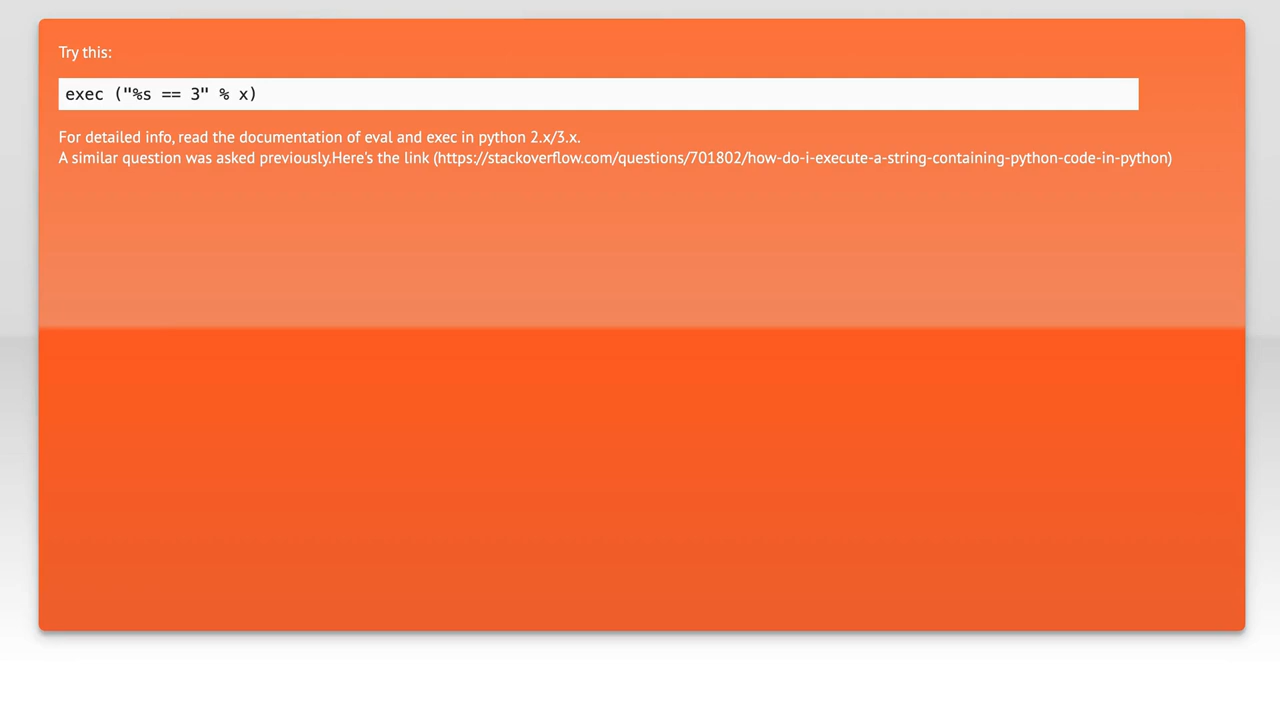 Try this:
exec ("%s == 3" % x)
For detailed info, read the documentation of eval and exec in python 2.x/3.x.
A similar question was asked previously.Here's the link (https://stackoverflow.com/questions/701802/how-do-i-execute-a-string-containing-python-code-in-python)